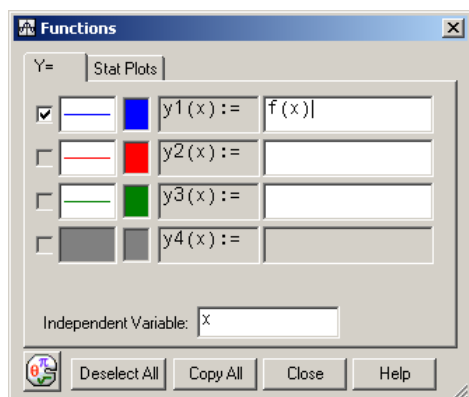 Functions
Y= Stat Plots
y1(x):= f(x)
y2(x):=
y3(x):=
y4(x):=
Independent Variable: x
Deselect All Copy All Close Help